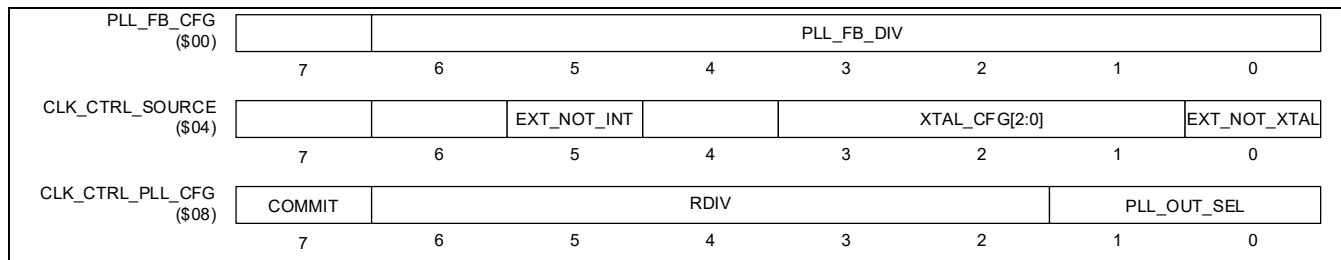 PLL_FB_CFG
($00)
PLL_FB_DIV
7 6 5 4 3 2 1 0
CLK_CTRL_SOURCE
($04)
EXT_NOT_INT XTAL_CFG[2:0] EXT_NOT_XTAL
7 6 5 4 3 2 1 0
CLK_CTRL_PLL_CFG
($08)
COMMIT RDIV PLL_OUT_SEL
7 6 5 4 3 2 1 0